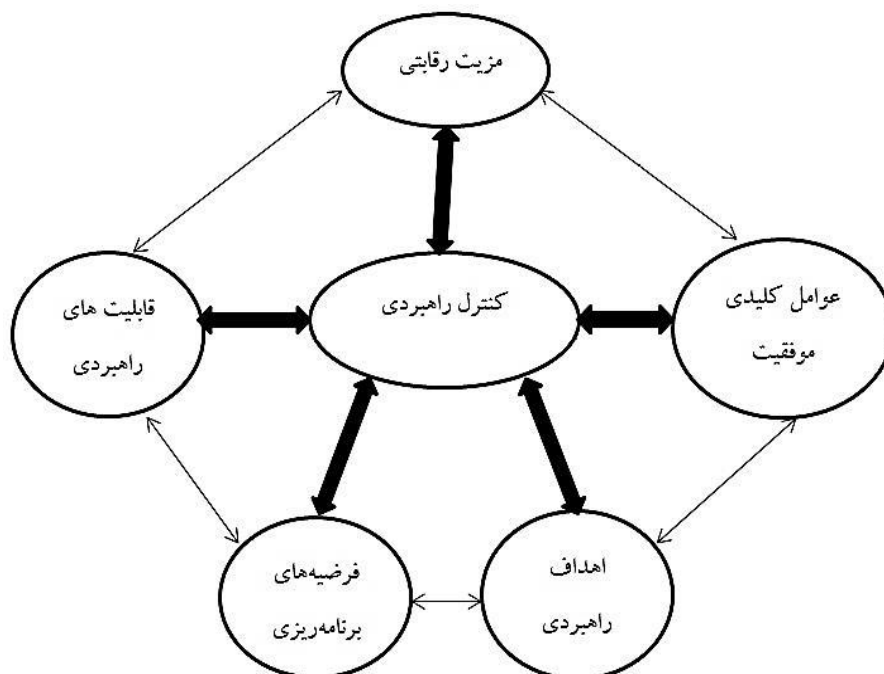 مزیت رقابتی
عوامل کلیدی
موفقیت
کنترل راهبردی
قابلیت های
راهبردی
اهداف
راهبردی
فرضیه‌های
برنامه‌ریزی